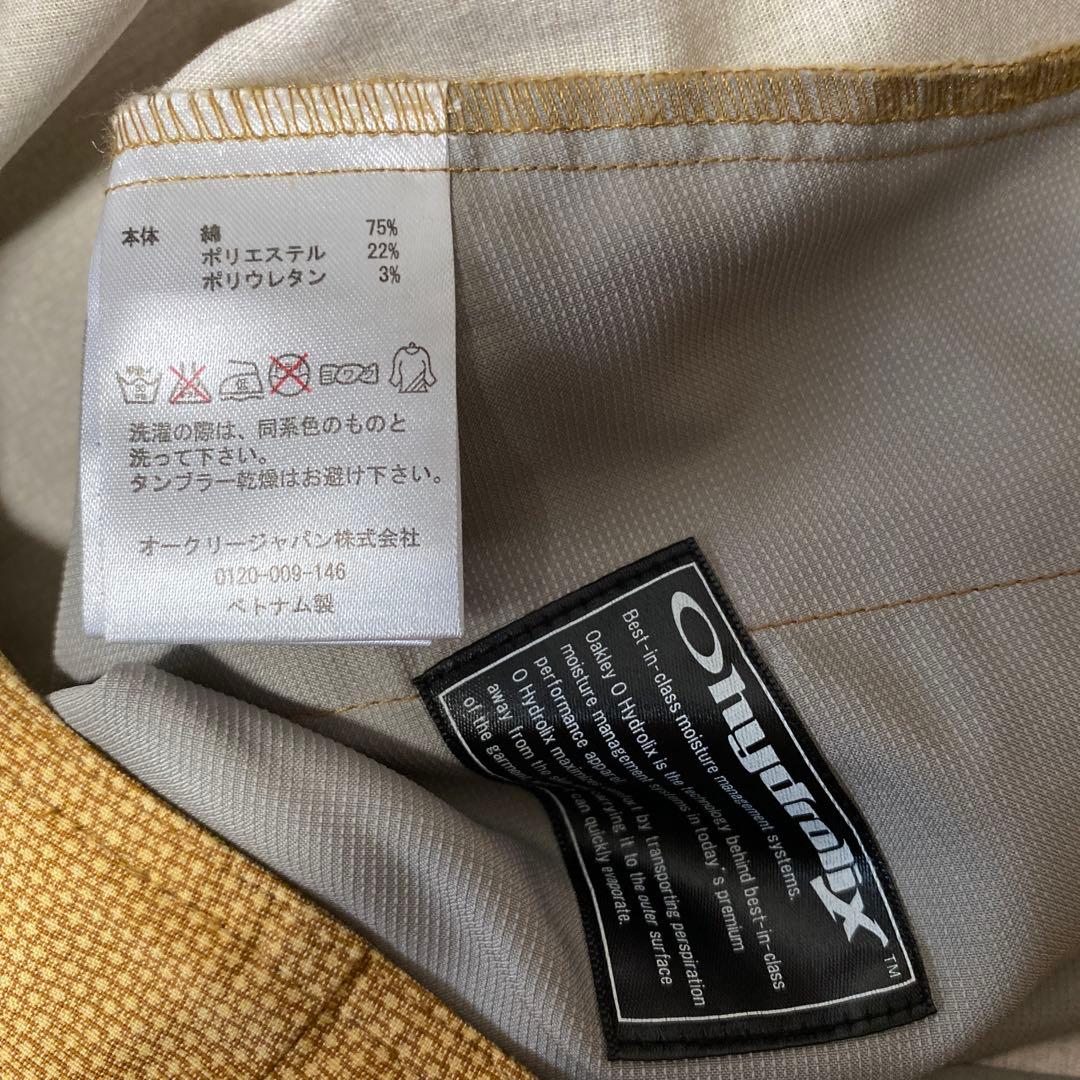 本体 綿 75%
ポリエステル 22%
ポリウレタン 3%
洗濯の際は、同系色のものと
洗って下さい。
タンブラー乾燥はお避け下さい。
オークリージャパン株式会社
0120-009-146
ベトナム製
O Hydrolix™
Best-in-class moisture management systems.
Oakley O Hydrolix is the technology behind best-in-class
moisture management systems in today's premium
performance apparel.
O Hydrolix maximize by transporting perspiration
away from the skin carrying it to the outer surface
of the garment can quickly evaporate.